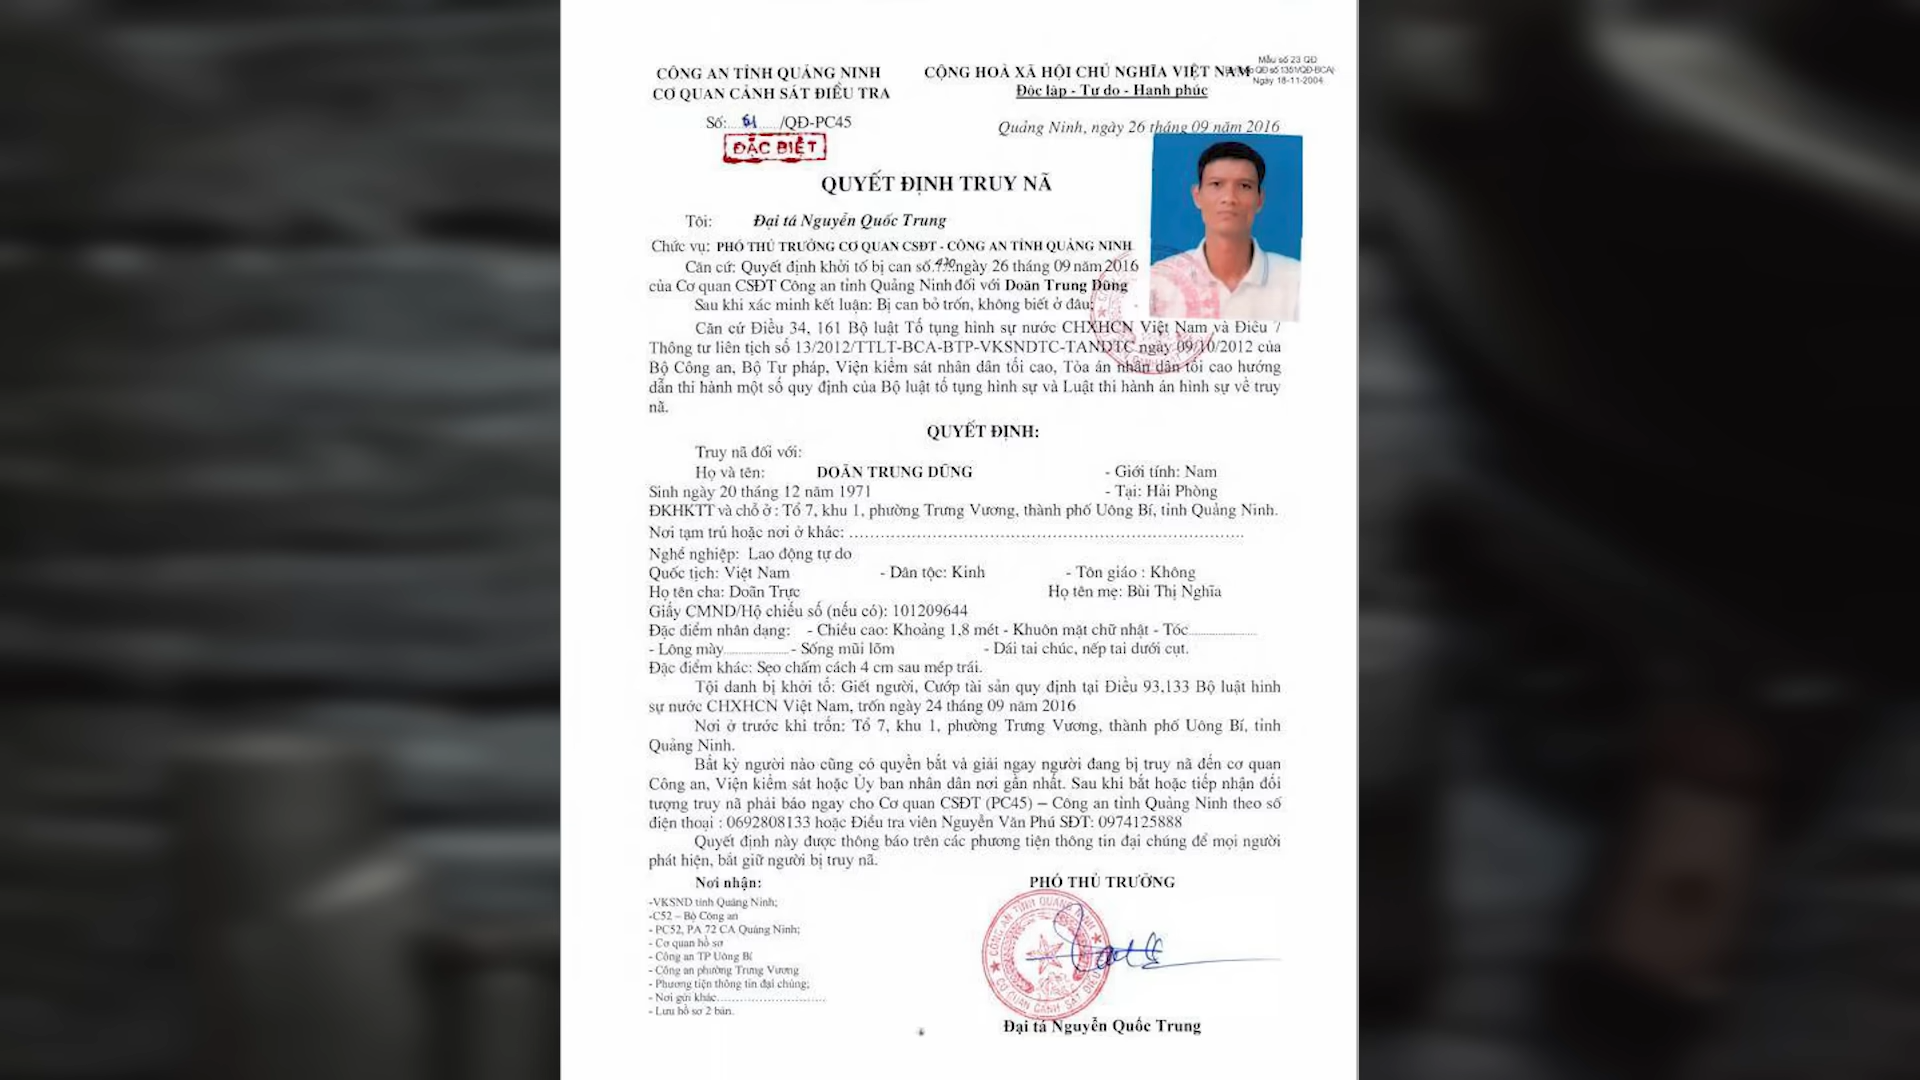 CÔNG AN TỈNH QUẢNG NINH
CƠ QUAN CẢNH SÁT ĐIỀU TRA
Số: 61 /QĐ-PC45
ĐẶC BIỆT
CỘNG HOÀ XÃ HỘI CHỦ NGHĨA VIỆT NAM
Độc lập - Tự do - Hạnh phúc
Mẫu số 23 QĐ
QĐ số 1351/QĐ-BCA
Ngày 18-11-2004
Quảng Ninh, ngày 26 tháng 09 năm 2016
QUYẾT ĐỊNH TRUY NÃ
Tôi: Đại tá Nguyễn Quốc Trung
Chức vụ: PHÓ THỦ TRƯỞNG CƠ QUAN CSĐT - CÔNG AN TỈNH QUẢNG NINH
Căn cứ: Quyết định khởi tố bị can số ngày 26 tháng 09 năm 2016
của Cơ quan CSĐT Công an tỉnh Quảng Ninh đối với Doãn Trung Dũng
Sau khi xác minh kết luận: Bị can bỏ trốn, không biết ở đâu;
Căn cứ Điều 34, 161 Bộ luật Tố tụng hình sự nước CHXHCN Việt Nam và Điều 7
Thông tư liên tịch số 13/2012/TTLT-BCA-BTP-VKSNDTC-TANDTC ngày 09/10/2012 của
Bộ Công an, Bộ Tư pháp, Viện kiểm sát nhân dân tối cao, Tòa án nhân dân tối cao hướng
dẫn thi hành một số quy định của Bộ luật tố tụng hình sự và Luật thi hành án hình sự về truy
nã.
QUYẾT ĐỊNH:
Truy nã đối với:
Họ và tên: DOÃN TRUNG DŨNG - Giới tính: Nam
Sinh ngày 20 tháng 12 năm 1971 - Tại: Hải Phòng
ĐKHKTT và chỗ ở : Tổ 7, khu 1, phường Trưng Vương, thành phố Uông Bí, tỉnh Quảng Ninh.
Nơi tạm trú hoặc nơi ở khác: ........................................
Nghề nghiệp: Lao động tự do
Quốc tịch: Việt Nam - Dân tộc: Kinh - Tôn giáo : Không
Họ tên cha: Doãn Trực Họ tên mẹ: Bùi Thị Nghĩa
Giấy CMND/Hộ chiếu số (nếu có): 101209644
Đặc điểm nhân dạng: - Chiều cao: Khoảng 1,8 mét - Khuôn mặt chữ nhật - Tóc..........
- Lông mày.......... - Sống mũi lõm - Dái tai chúc, nếp tai dưới cụt.
Đặc điểm khác: Sẹo chấm cách 4 cm sau mép trái.
Tội danh bị khởi tố: Giết người, Cướp tài sản quy định tại Điều 93,133 Bộ luật hình
sự nước CHXHCN Việt Nam, trốn ngày 24 tháng 09 năm 2016
Nơi ở trước khi trốn: Tổ 7, khu 1, phường Trưng Vương, thành phố Uông Bí, tỉnh
Quảng Ninh.
Bất kỳ người nào cũng có quyền bắt và giải ngay người đang bị truy nã đến cơ quan
Công an, Viện kiểm sát hoặc Ủy ban nhân dân nơi gần nhất. Sau khi bắt hoặc tiếp nhận đối
tượng truy nã phải báo ngay cho Cơ quan CSĐT (PC45) – Công an tỉnh Quảng Ninh theo số
điện thoại : 0692808133 hoặc Điều tra viên Nguyễn Văn Phú SĐT: 0974125888
Quyết định này được thông báo trên các phương tiện thông tin đại chúng để mọi người
phát hiện, bắt giữ người bị truy nã.
Nơi nhận:
-VKSND tỉnh Quảng Ninh;
-C52 – Bộ Công an
- PC52, PA 72 CA Quảng Ninh;
- Cơ quan hồ sơ
- Công an TP Uông Bí
- Công an phường Trưng Vương
- Phương tiện thông tin đại chúng;
- Nơi gửi khác..........
- Lưu hồ sơ 2 bản.
PHÓ THỦ TRƯỞNG
CÔNG AN TỈNH QUẢNG NINH
CƠ QUAN CẢNH SÁT ĐIỀU
Đại tá Nguyễn Quốc Trung